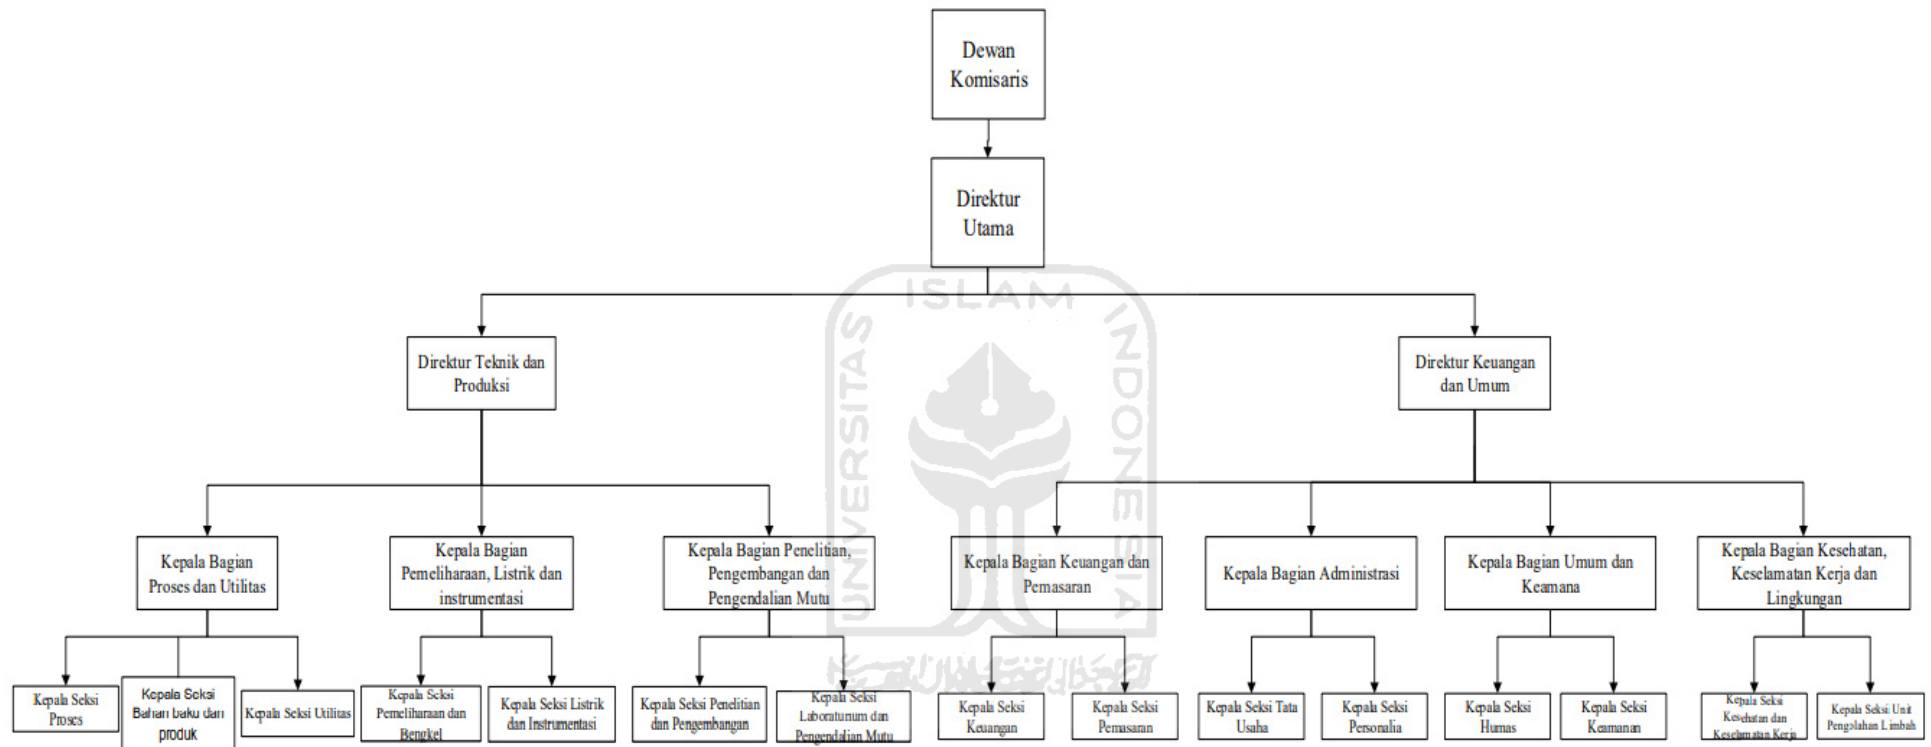 Dewan
Komisaris
Direktur
Utama
UNIVERSITAS
ISLAM
INDONESIA
Direktur Teknik dan
Produksi
Direktur Keuangan
dan Umum
Kepala Bagian
Proses dan Utilitas
Kepala Bagian
Pemeliharaan, Listrik dan
instrumentasi
Kepala Bagian Penelitian,
Pengembangan dan
Pengendalian Mutu
Kepala Bagian Keuangan dan
Pemasaran
Kepala Bagian Administrasi
Kepala Bagian Umum dan
Keamana
Kepala Bagian Kesehatan,
Keselamatan Kerja dan
Lingkungan
Kepala Seksi
Proses
Kepala Seksi
Bahan baku dan
produk
Kepala Seksi Utilitas
Kepala Seksi
Pemeliharaan dan
Bengkel
Kepala Seksi Listrik
dan Instrumentasi
Kepala Seksi Penelitian
dan Pengembangan
Kepala Seksi
Laboratorium dan
Pengendalian Mutu
Kepala Seksi
Keuangan
Kepala Seksi
Pemasaran
Kepala Seksi Tata
Usaha
Kepala Seksi
Personalia
Kepala Seksi
Humas
Kepala Seksi
Keamanan
Kepala Seksi
Kesehatan dan
Keselamatan Kerja
Kepala Seksi Unit
Pengolahan Limbah